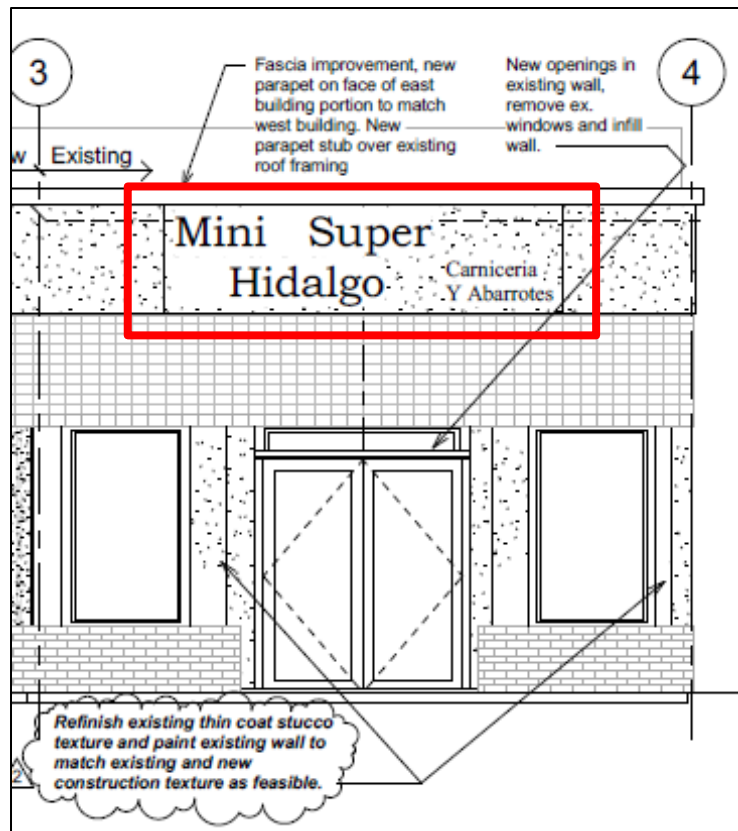 3
Fascia improvement, new
parapet on face of east
building portion to match
west building. New
parapet stub over existing
roof framing
New openings in
existing wall,
remove ex.
windows and infill
wall.
4
w Existing
Mini Super
Hidalgo
Carniceria
Y Abarrotes
Refinish existing thin coat stucco
texture and paint existing wall to
match existing and new
construction texture as feasible.
2